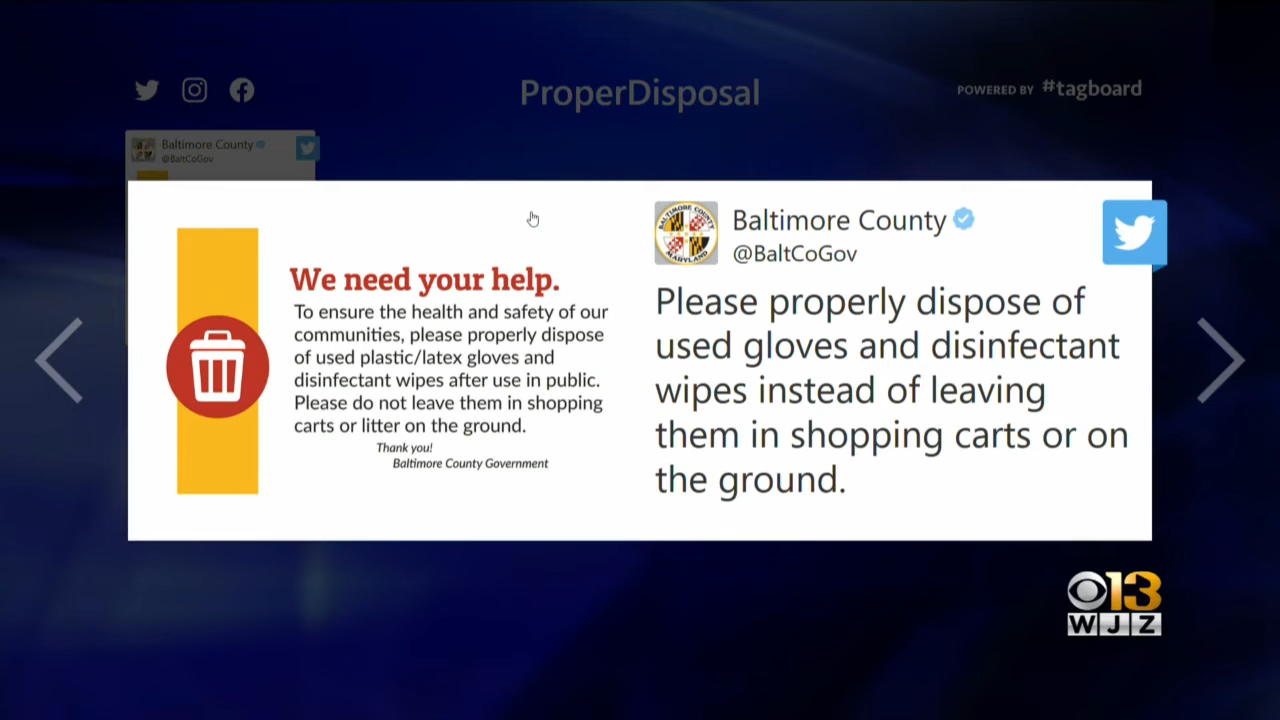 ProperDisposal
POWERED BY #tagboard
Baltimore County
@BaltCoGov
We need your help.
To ensure the health and safety of our
communities, please properly dispose
of used plastic/latex gloves and
disinfectant wipes after use in public.
Please do not leave them in shopping
carts or litter on the ground.
Thank you!
Baltimore County Government
BALTIMORE COUNTY
MARYLAND
Baltimore County
@BaltCoGov
Please properly dispose of
used gloves and disinfectant
wipes instead of leaving
them in shopping carts or on
the ground.
13
WJZ